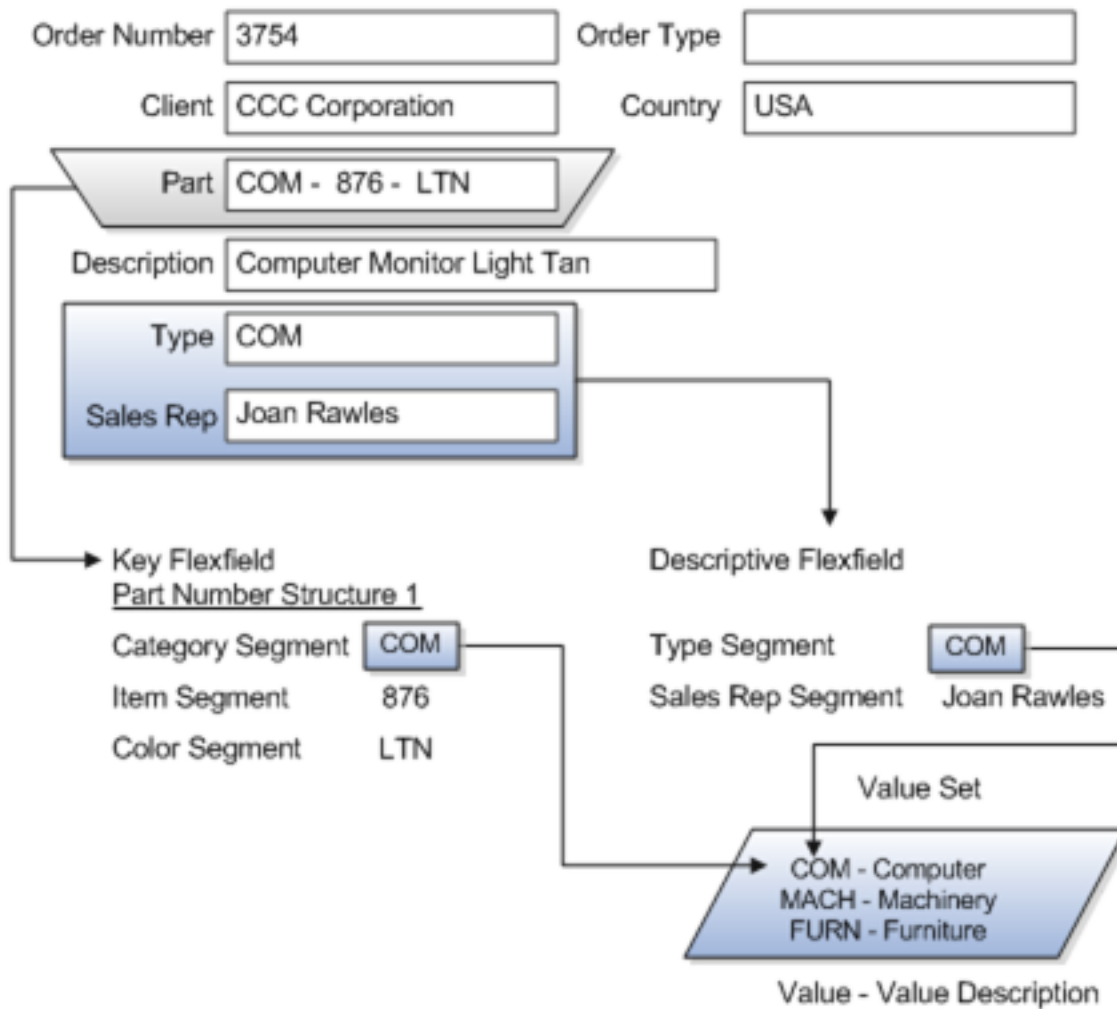 Order Number 3754 Order Type
Client CCC Corporation Country USA
Part COM - 876 - LTN
Description Computer Monitor Light Tan
Type COM
Sales Rep Joan Rawles
Key Flexfield Descriptive Flexfield
Part Number Structure 1
Category Segment COM Type Segment COM
Item Segment 876 Sales Rep Segment Joan Rawles
Color Segment LTN
Value Set
COM - Computer
MACH - Machinery
FURN - Furniture
Value - Value Description